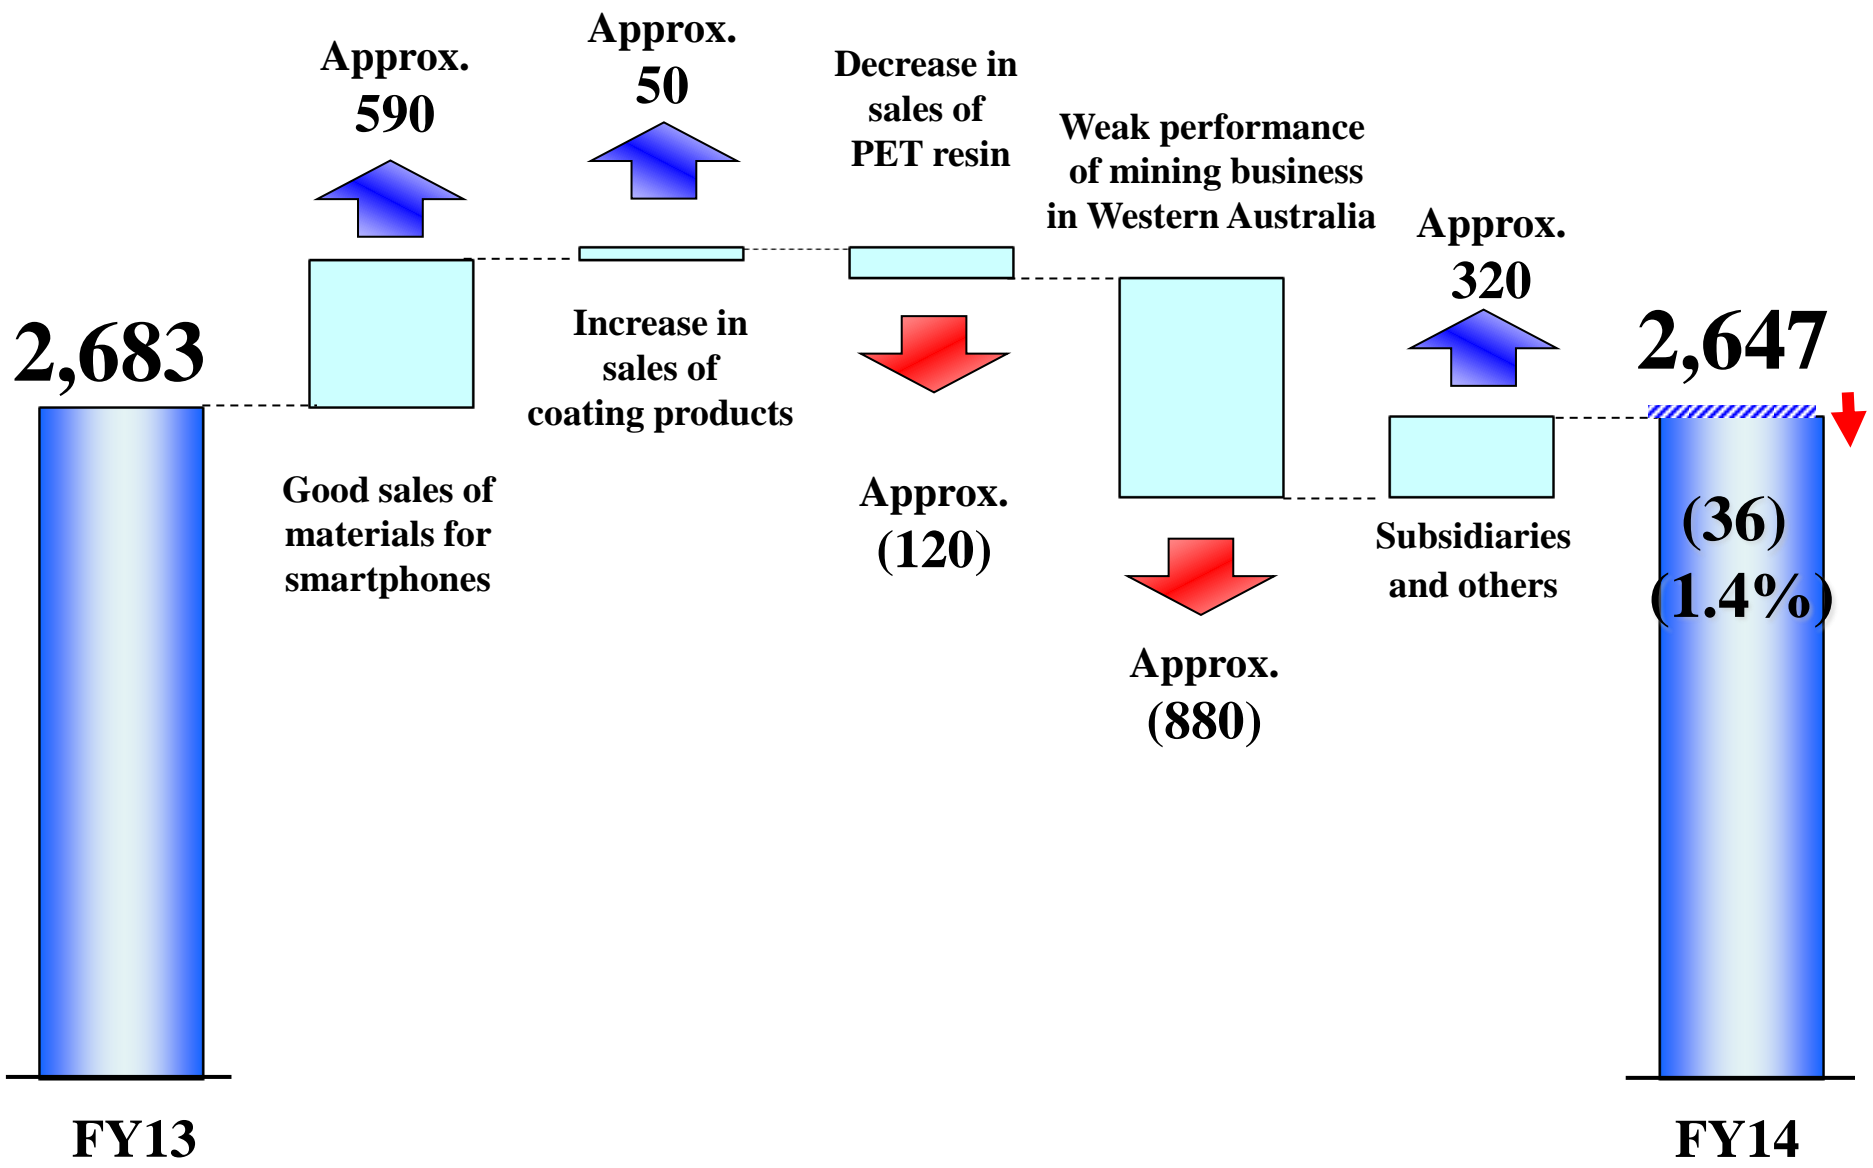 2,683
FY13
Approx.
590
Good sales of
materials for
smartphones
Approx.
50
Increase in
sales of
coating products
Decrease in
sales of
PET resin
Approx.
(120)
Weak performance
of mining business
in Western Australia
Approx.
(880)
Approx.
320
Subsidiaries
and others
2,647
(36)
(1.4%)
FY14